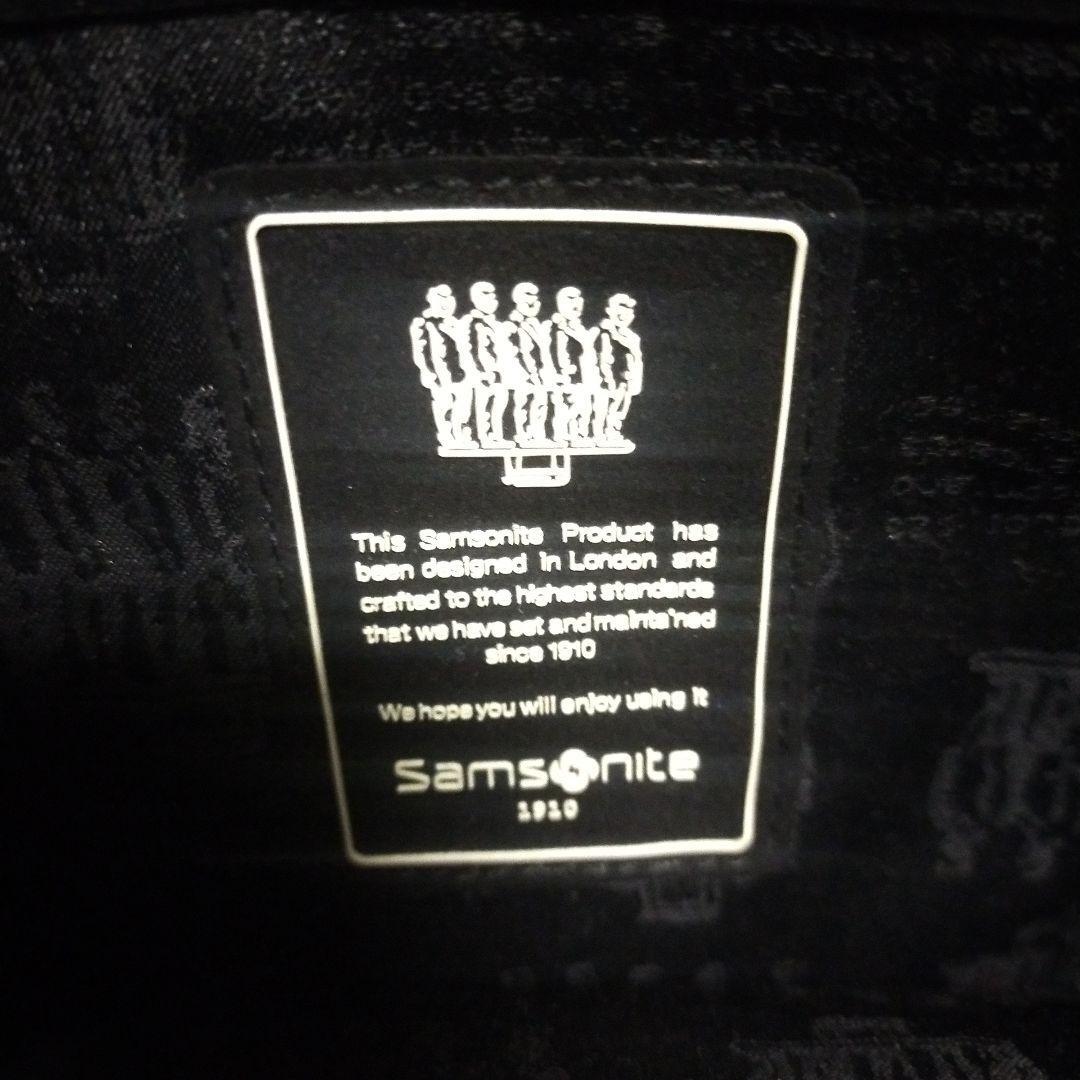 This Samsonite Product has
been designed in London and
crafted to the highest standards
that we have set and maintained
since 1910
We hope you will enjoy using it
Samsonite
1910